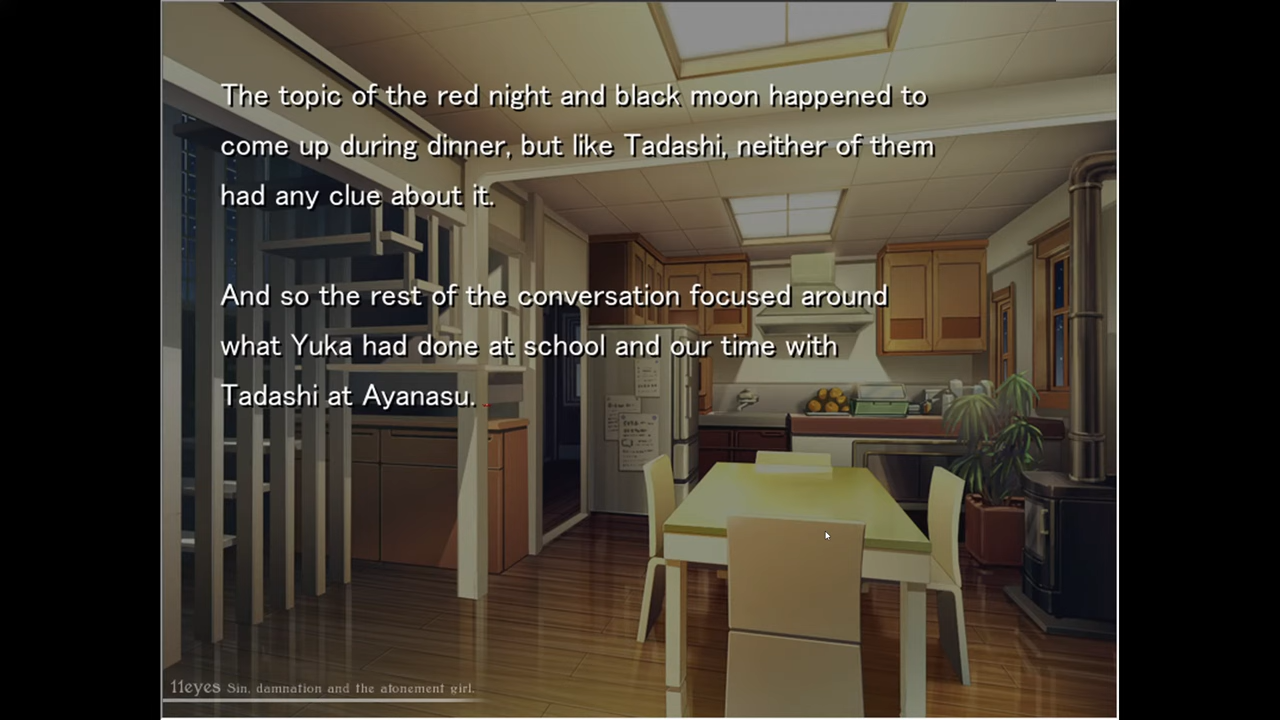 The topic of the red night and black moon happened to
come up during dinner, but like Tadashi, neither of them
had any clue about it.
And so the rest of the conversation focused around
what Yuka had done at school and our time with
Tadashi at Ayanasu.
11eyes Sin, damnation and the atonement girl.